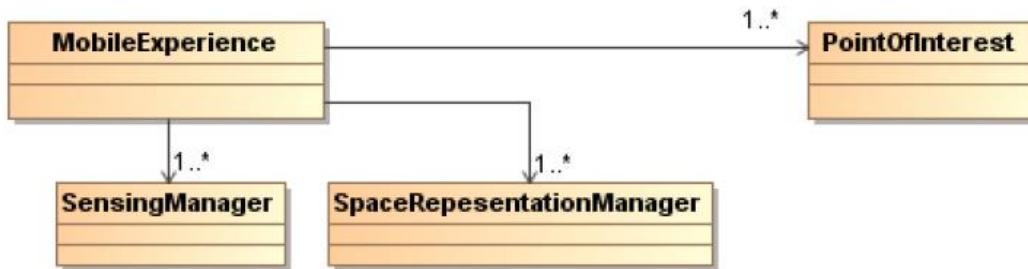 1..*
MobileExperience
PointOfInterest
1..*
1..*
SensingManager
SpaceRepesentationManager